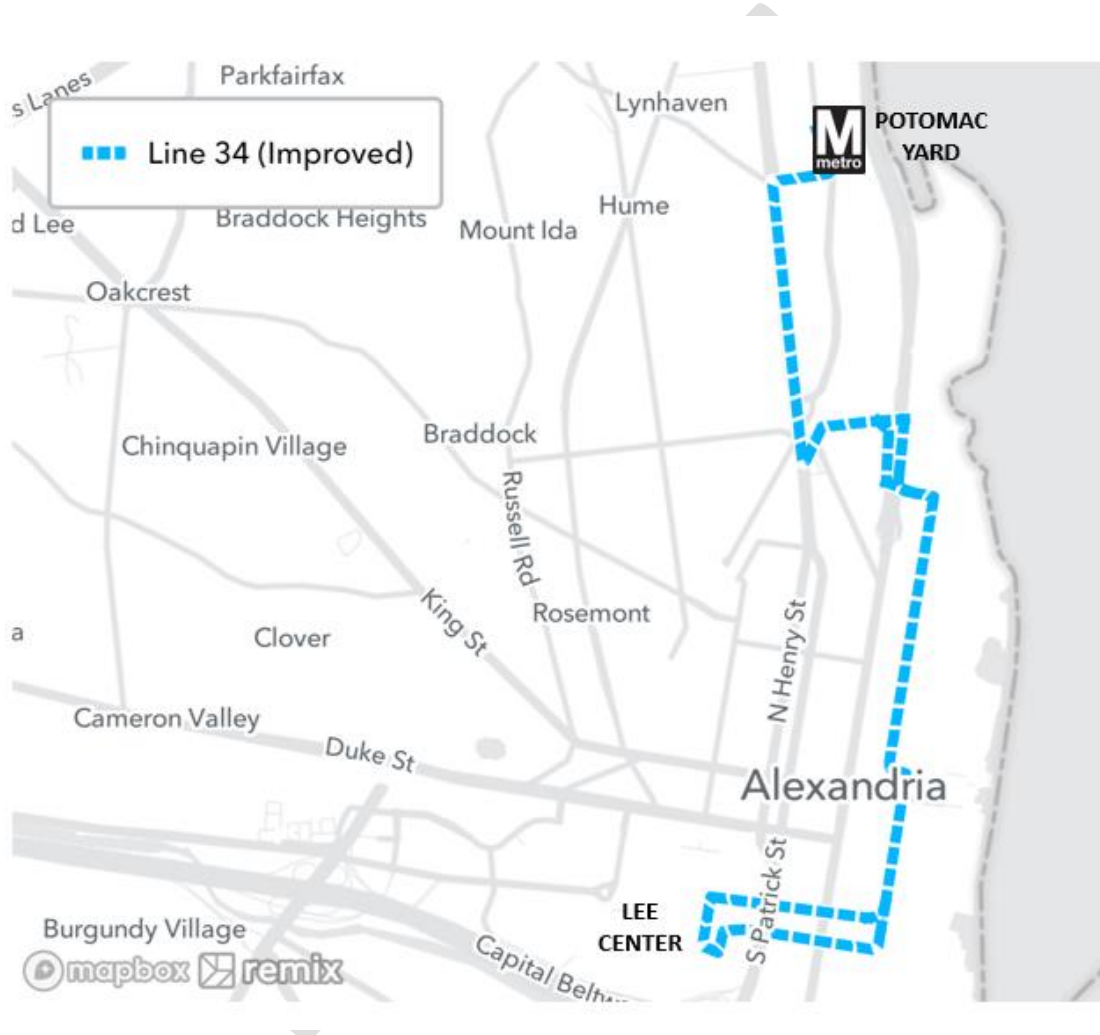 Parkfairfax
s Lanes
Lynhaven
M
metro
POTOMAC
YARD
Line 34 (Improved)
d Lee
Braddock Heights
Mount Ida
Hume
Oakcrest
Chinquapin Village
Braddock
Russell Rd
King St
Rosemont
a
Clover
N Henry St
Cameron Valley
Duke St
Alexandria
S Patrick St
LEE
CENTER
Burgundy Village
Capital Beltw
mapbox remix